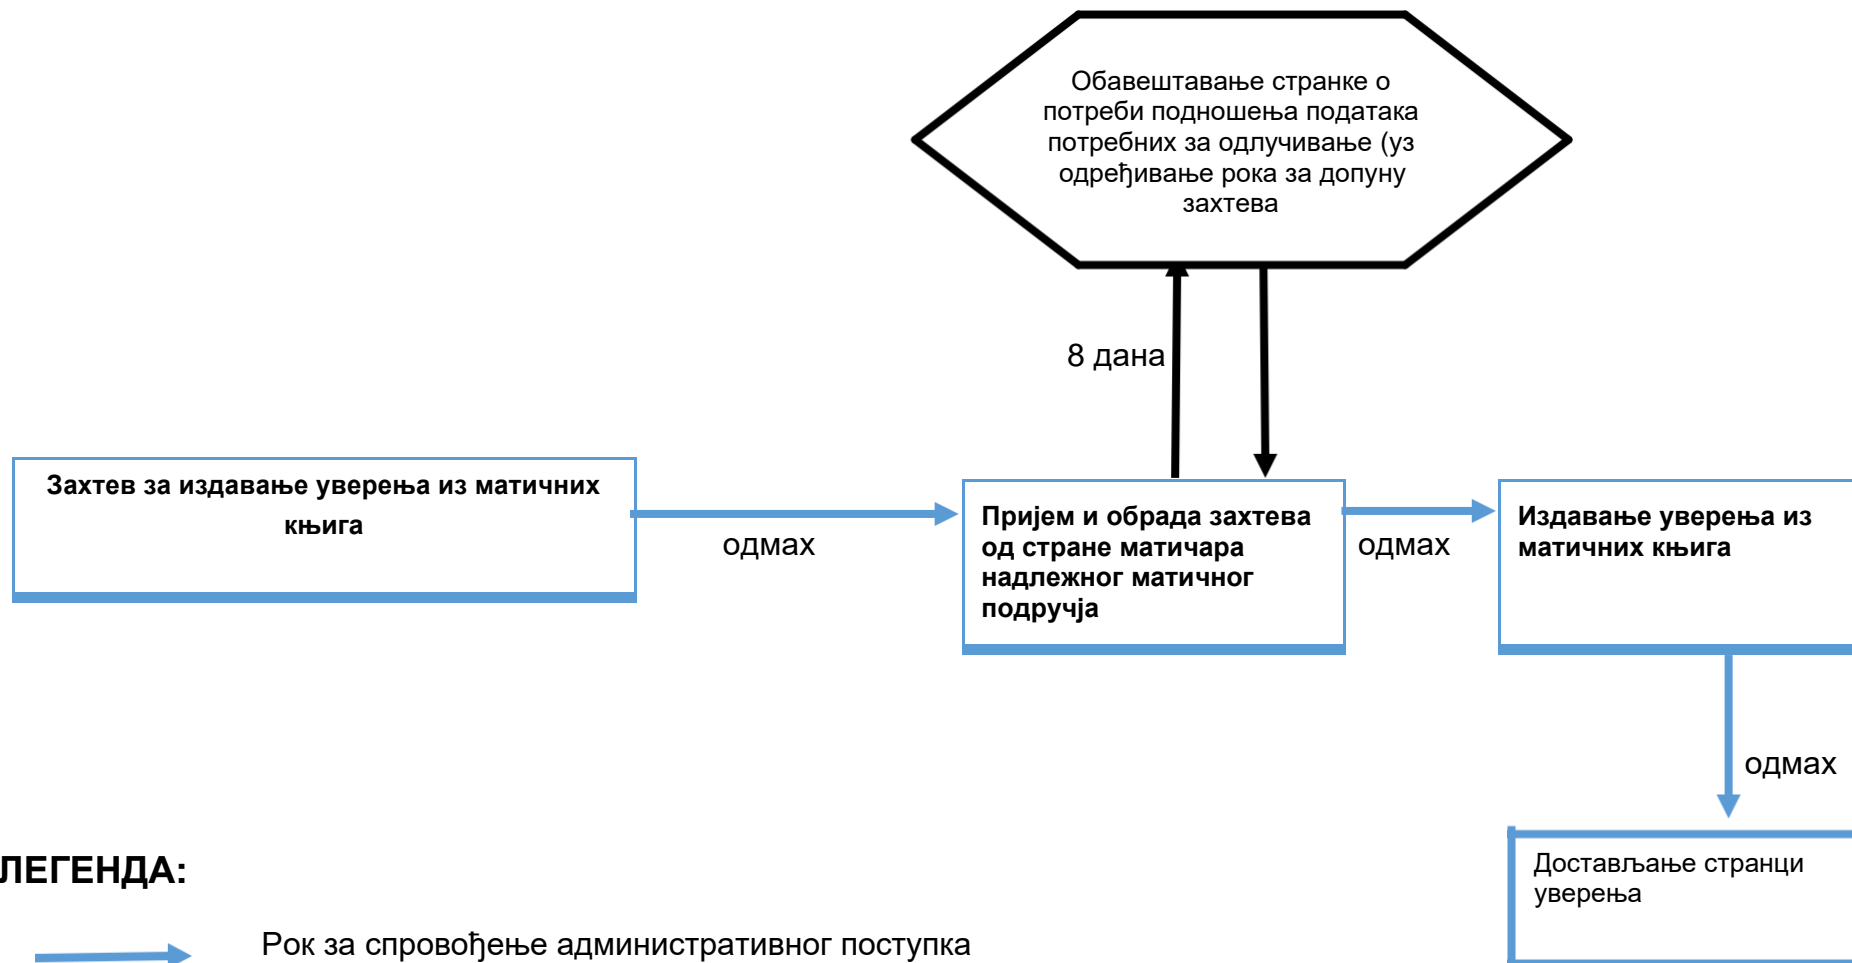 Обавештавање странке о
потреби подношења података
потребних за одлучивање (уз
одређивање рока за допуну
захтева
8 дана
Захтев за издавање уверења из матичних
књига
одмах
Пријем и обрада захтева
од стране матичара
надлежног матичног
подручја
одмах
Издавање уверења из
матичних књига
одмах
Достављање странци
уверења
ЛЕГЕНДА:
Рок за спровођење административног поступка